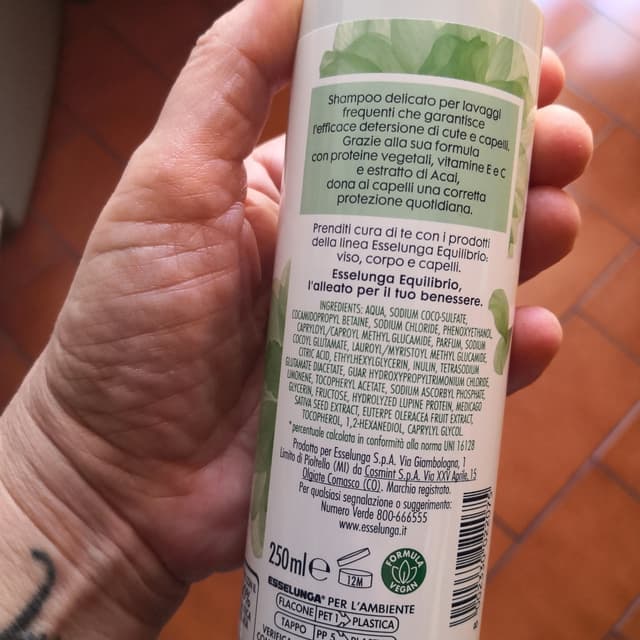 Shampoo delicato per lavaggi
frequenti che garantisce
l'efficace detersione di cute e capelli.
Grazie alla sua formula
con proteine vegetali, vitamine E e C
e estratto di Acai,
dona ai capelli una corretta
protezione quotidiana.
Prenditi cura di te con i prodotti
della linea Esselunga Equilibrio:
viso, corpo e capelli.
Esselunga Equilibrio,
l'alleato per il tuo benessere.
INGREDIENTS: AQUA, SODIUM COCO-SULFATE,
COCAMIDOPROPYL BETAINE, SODIUM CHLORIDE, PHENOXYETHANOL,
CAPRYLOYL/CAPROYL METHYL GLUCAMIDE, PARFUM, SODIUM
COCOYL GLUTAMATE, LAUROYL/MYRISTOYL METHYL GLUCAMIDE,
CITRIC ACID, ETHYLHEXYLGLYCERIN, INULIN, TETRASODIUM
GLUTAMATE DIACETATE, GUAR HYDROXYPROPYLTRIMONIUM CHLORIDE,
LIMONENE, TOCOPHERYL ACETATE, SODIUM ASCORBYL PHOSPHATE,
GLYCERIN, FRUCTOSE, HYDROLYZED LUPINE PROTEIN, MEDICAGO
SATIVA SEED EXTRACT, EUTERPE OLERACEA FRUIT EXTRACT,
TOCOPHEROL, 1,2-HEXANEDIOL, CAPRYLYL GLYCOL.
*percentuale calcolata in conformità alla norma UNI 16128
Prodotto per Esselunga S.p.A. Via Giambologna, 1
Limito di Pioltello (MI) da Cosmint S.p.A. Via XXV Aprile, 15
Olgiate Comasco (CO). Marchio registrato.
Per qualsiasi segnalazione o suggerimento:
Numero Verde 800-666555
www.esselunga.it
250 ml e
12M
FORMULA
VEGAN
ESSELUNGA® PER L'AMBIENTE
FLACONE PET 1 PLASTICA
TAPPO PP 5
VERIFICA